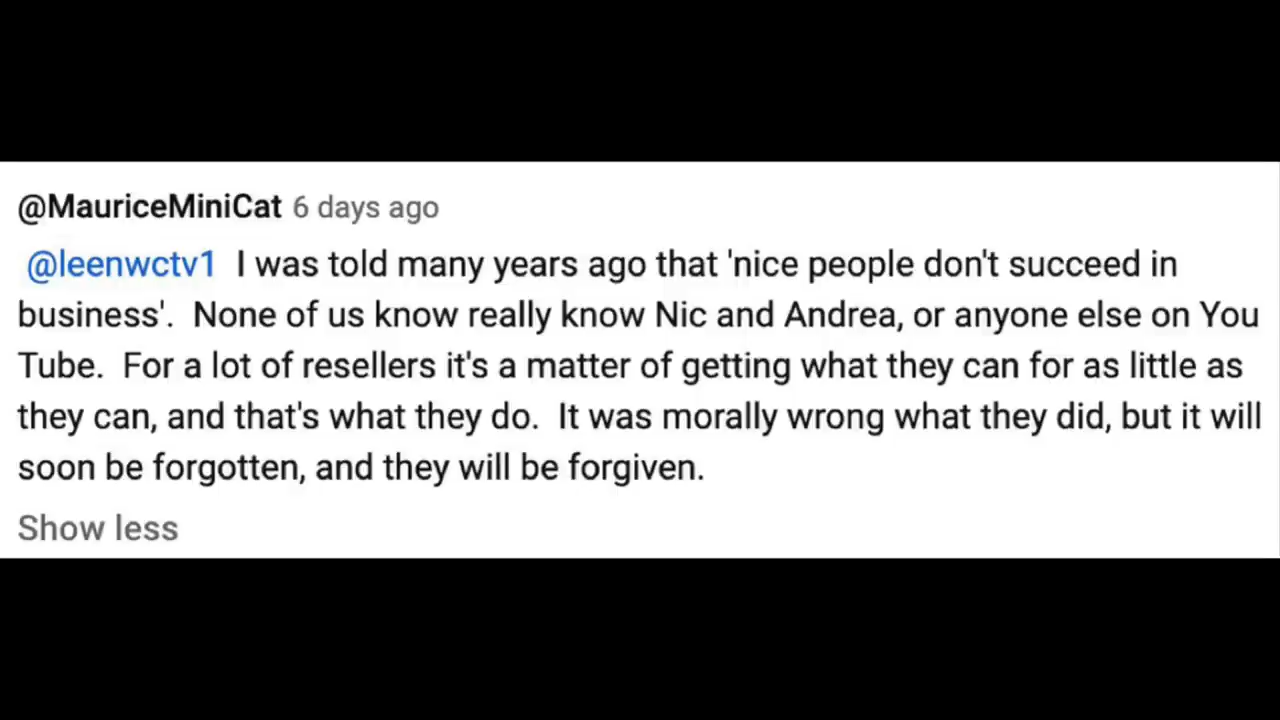 @MauriceMiniCat 6 days ago
@leenwctv1 I was told many years ago that 'nice people don't succeed in
business'. None of us know really know Nic and Andrea, or anyone else on You
Tube. For a lot of resellers it's a matter of getting what they can for as little as
they can, and that's what they do. It was morally wrong what they did, but it will
soon be forgotten, and they will be forgiven.
Show less